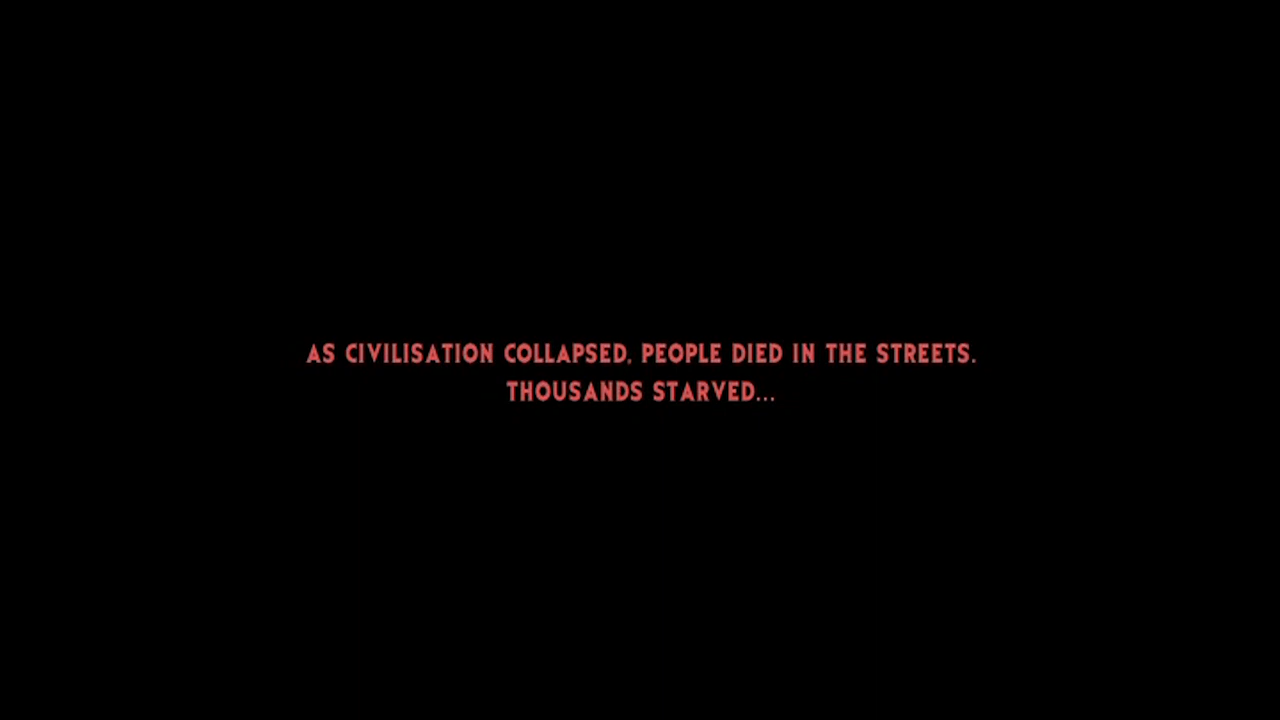 AS CIVILISATION COLLAPSED, PEOPLE DIED IN THE STREETS.
THOUSANDS STARVED...